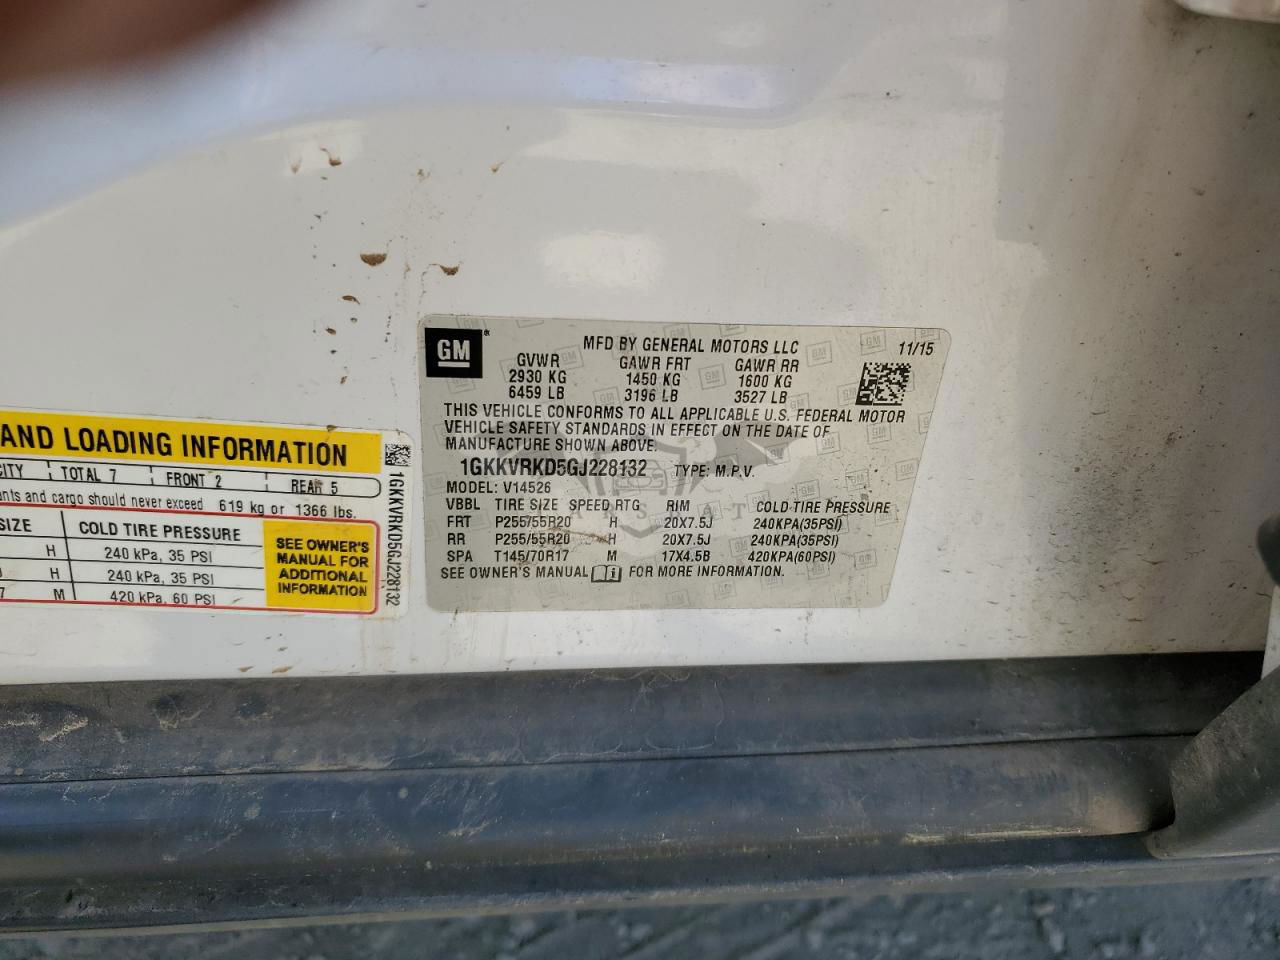 GM
MFD BY GENERAL MOTORS LLC 11/15
GVWR GAWR FRT GAWR RR
2930 KG 1450 KG 1600 KG
6459 LB 3196 LB 3527 LB
THIS VEHICLE CONFORMS TO ALL APPLICABLE U.S. FEDERAL MOTOR
VEHICLE SAFETY STANDARDS IN EFFECT ON THE DATE OF
MANUFACTURE SHOWN ABOVE.
1GKKVRKD5GJ228132 TYPE: M.P.V.
MODEL: V14526
VBBL TIRE SIZE SPEED RTG RIM COLD TIRE PRESSURE
FRT P255/55R20 H 20X7.5J 240KPA(35PSI)
RR P255/55R20 H 20X7.5J 240KPA(35PSI)
SPA T145/70R17 M 17X4.5B 420KPA(60PSI)
SEE OWNER'S MANUAL i FOR MORE INFORMATION.
AND LOADING INFORMATION
CITY TOTAL 7 FRONT 2 REAR 5
ants and cargo should never exceed 619 kg or 1366 lbs.
SIZE COLD TIRE PRESSURE
H 240 kPa, 35 PSI
H 240 kPa, 35 PSI
7 M 420 kPa, 60 PSI
SEE OWNER'S
MANUAL FOR
ADDITIONAL
INFORMATION
1GKKVRKD5GJ228132